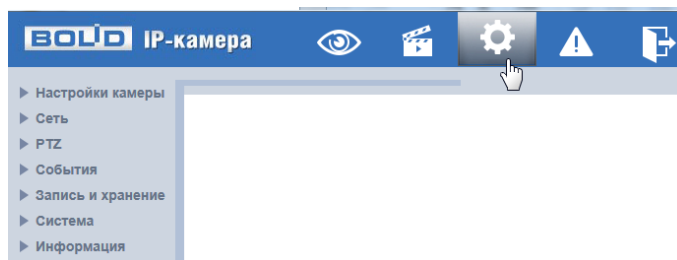 BOLID IP-камера
Настройки камеры
Сеть
PTZ
События
Запись и хранение
Система
Информация